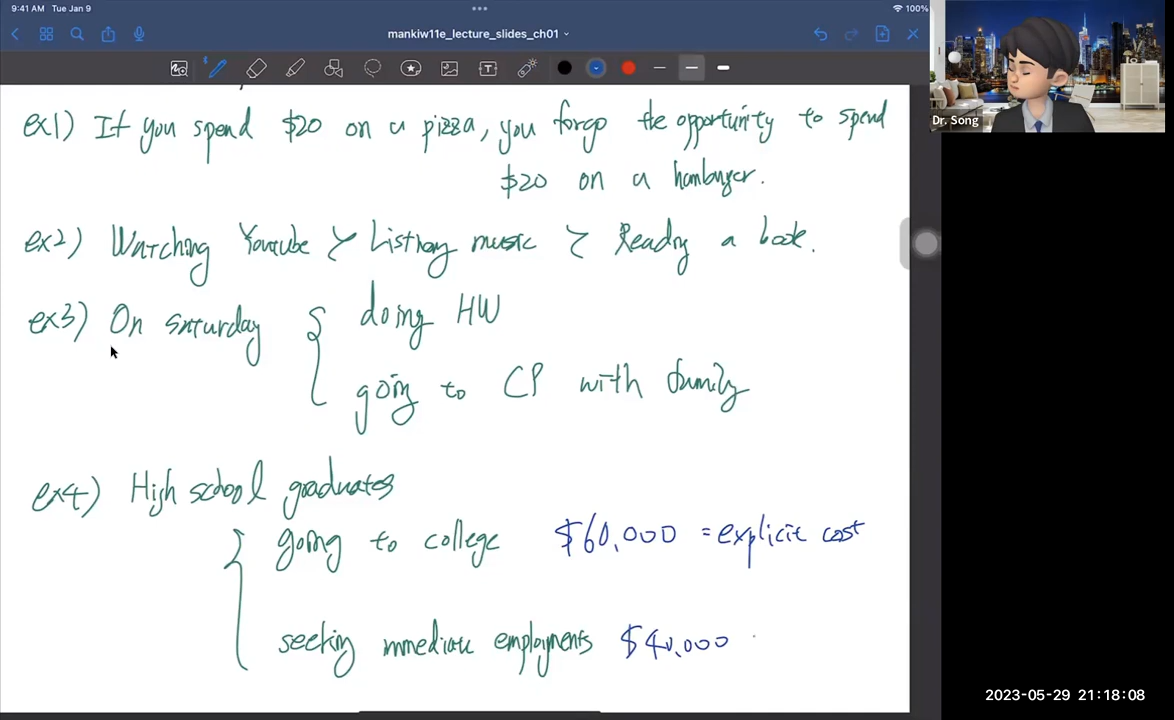 9:41 AM Tue Jan 9
100%
mankiw11e_lecture_slides_ch01
Dr. Song
ex1) If you spend $20 on a pizza, you forgo the opportunity to spend
$20 on a hamburger.
ex2) Watching Youtube > Listning music > Reading a book.
ex3) On saturday { doing HW
going to CP with family
ex4) High school graduates
{ going to college $60,000 = explicit cost
seeking immediate employments $40,000
2023-05-29 21:18:08